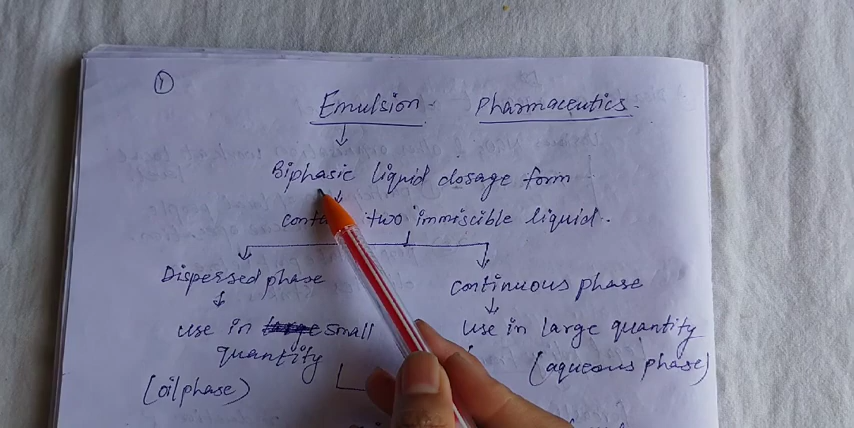 1
Emulsion - Pharmaceutics.
Biphasic liquid dosage form
two immiscible liquid.
Dispersed phase
continuous phase
use in small
use in large quantity
quantity
(aqueous phase)
(oil phase)